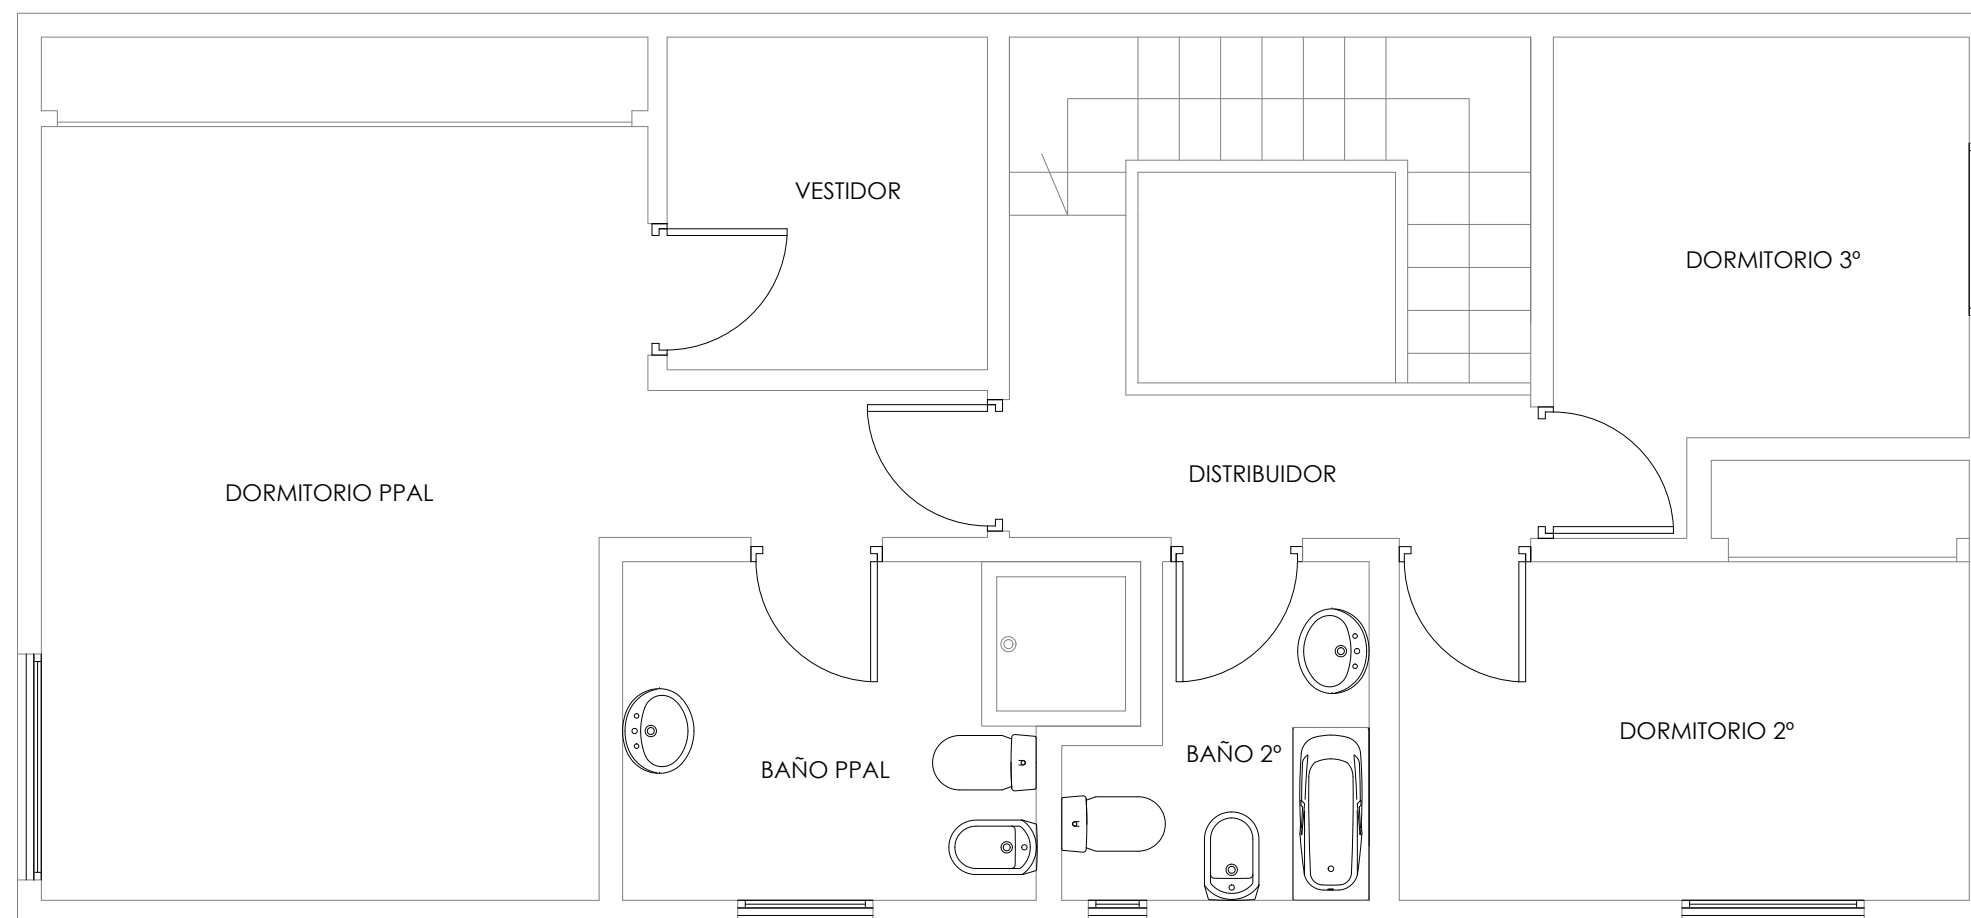 VESTIDOR
DORMITORIO 3º
DORMITORIO PPAL
DISTRIBUIDOR
DORMITORIO 2º
BAÑO PPAL
BAÑO 2º